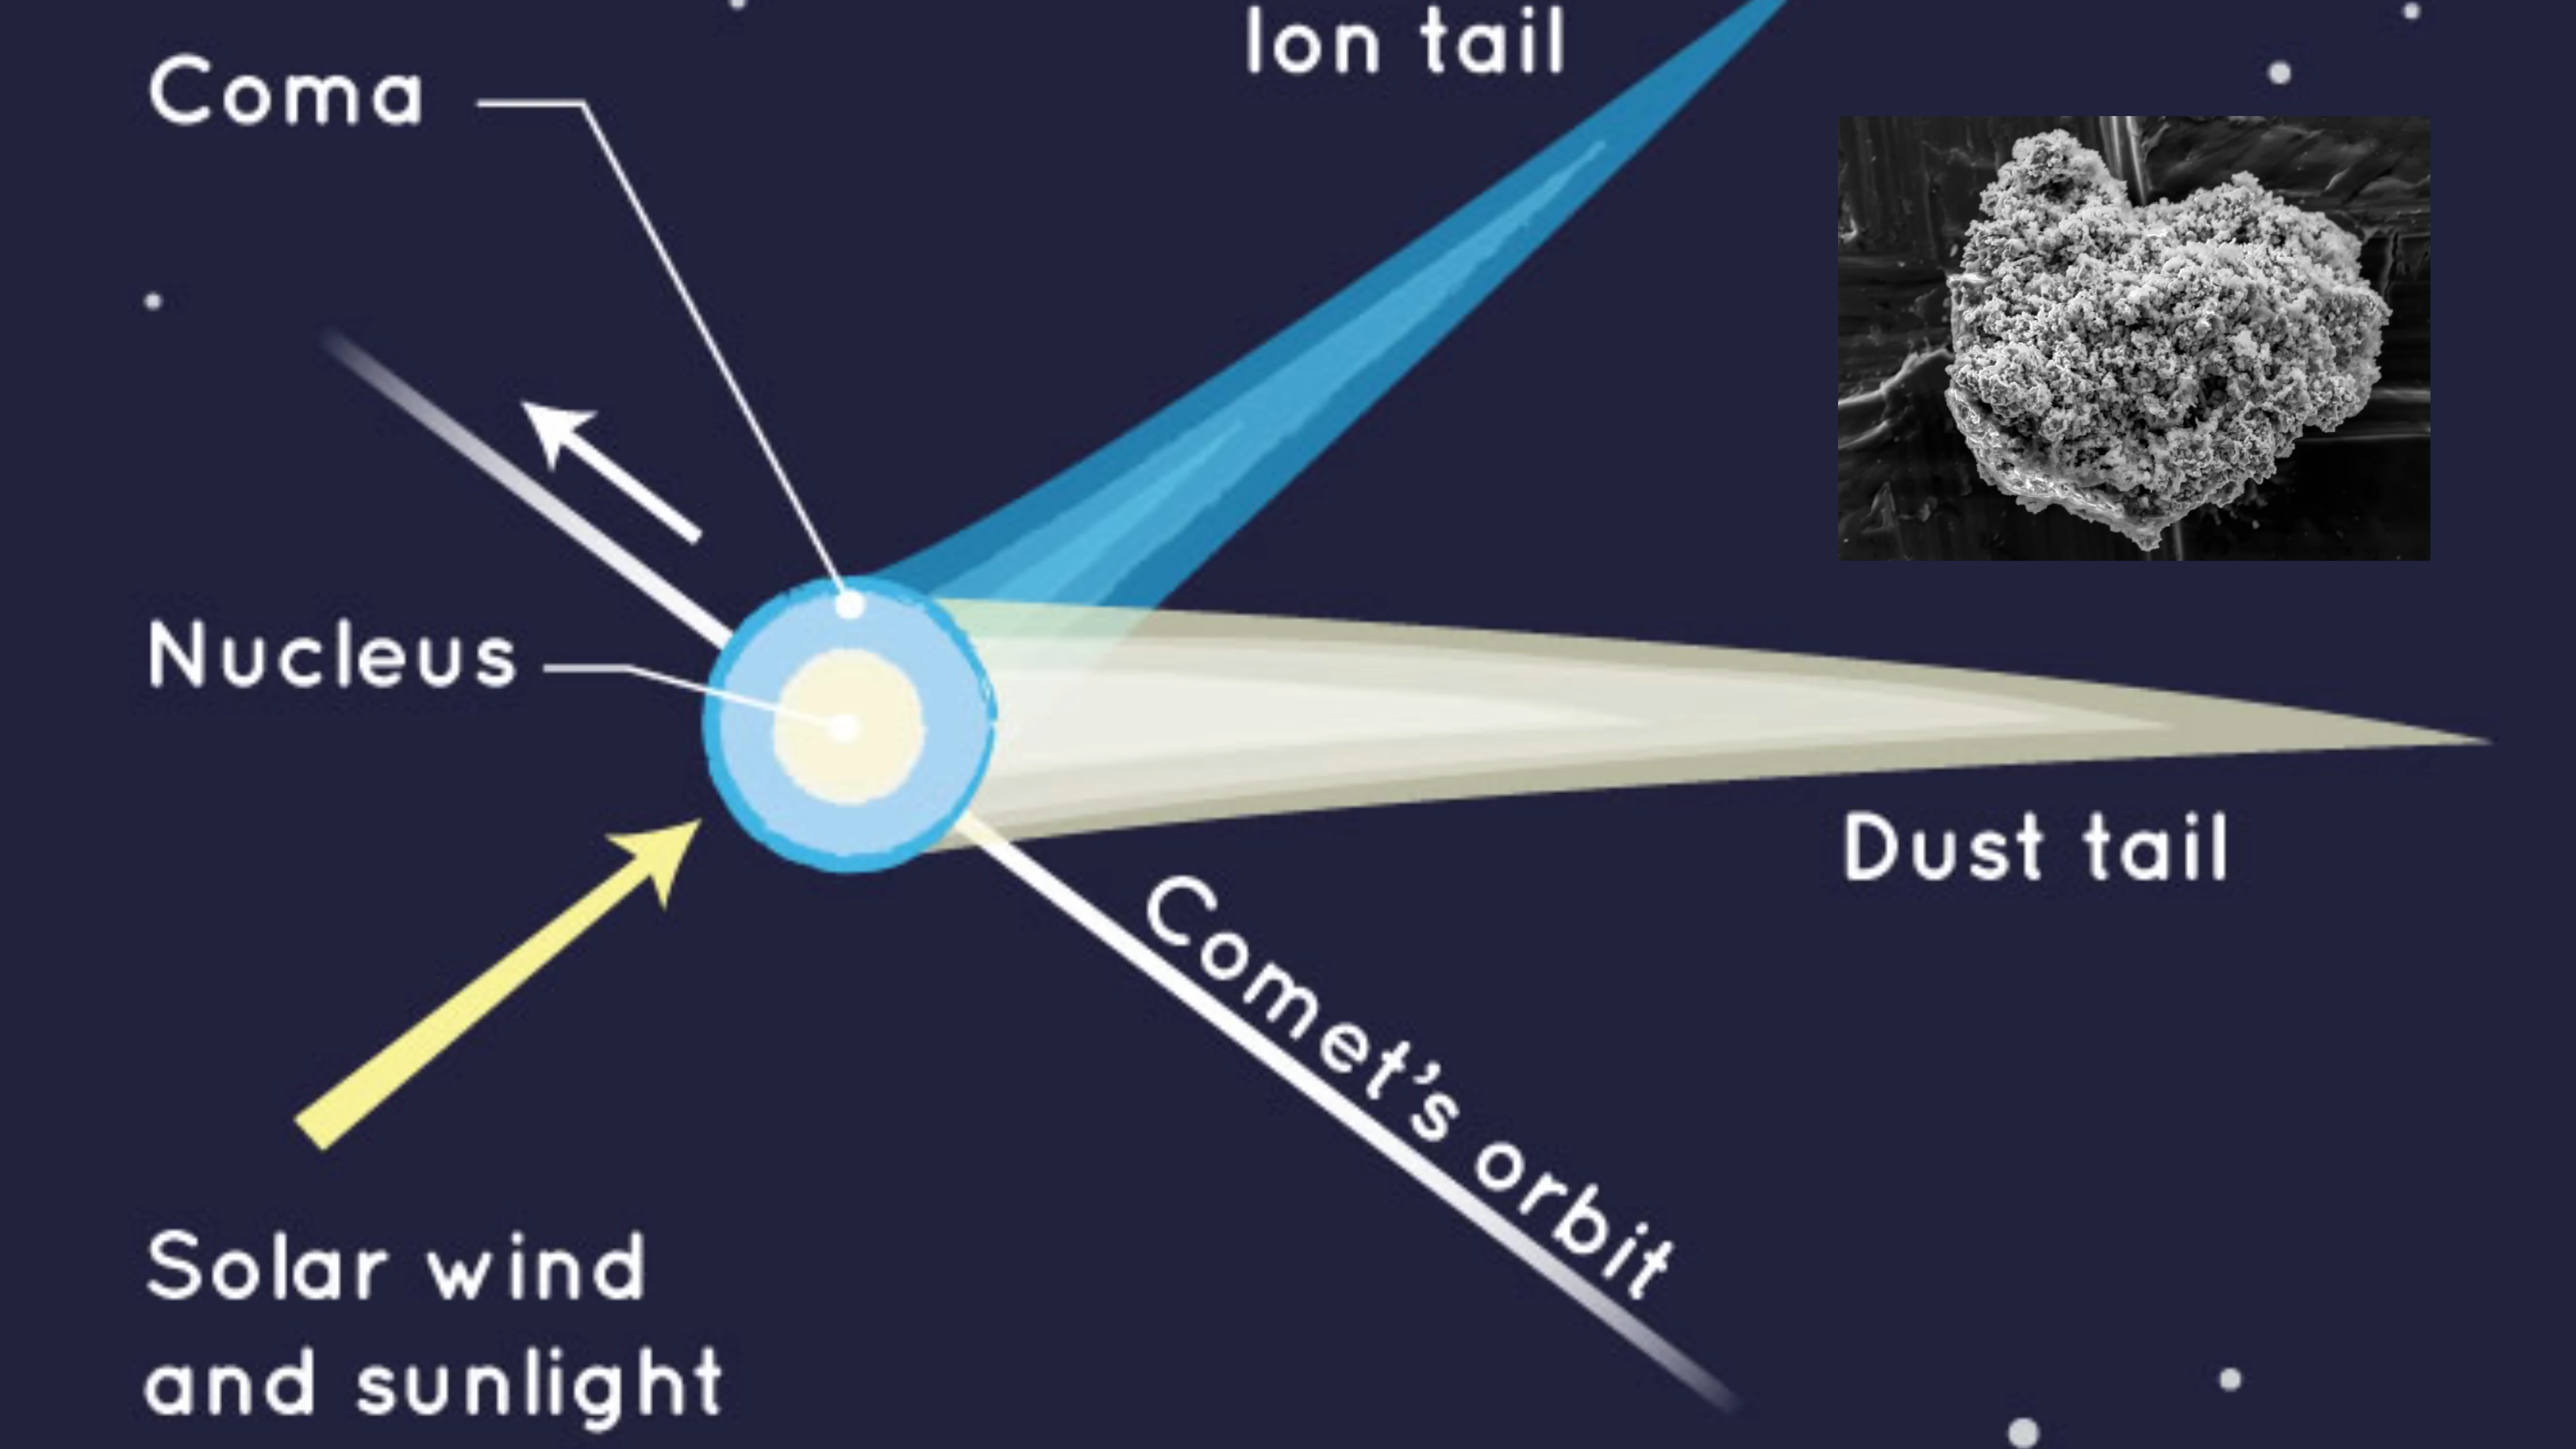 Ion tail
Coma
Nucleus
Dust tail
Comet's orbit
Solar wind
and sunlight